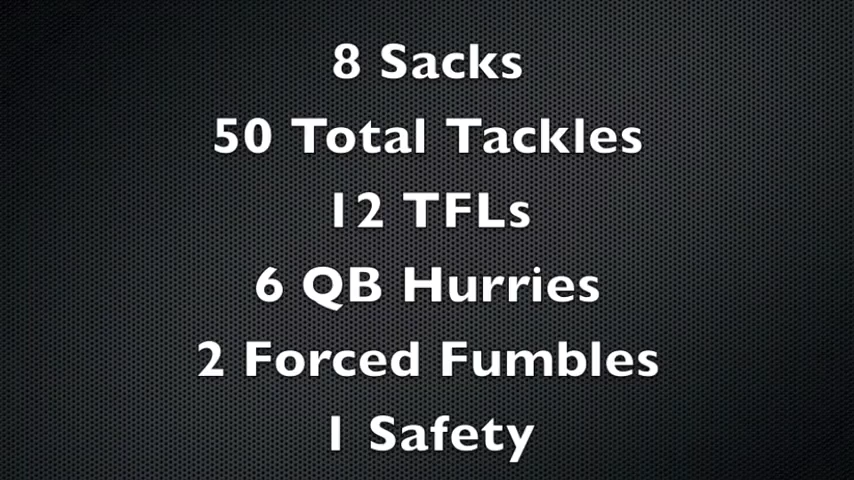 8 Sacks
50 Total Tackles
12 TFLs
6 QB Hurries
2 Forced Fumbles
1 Safety